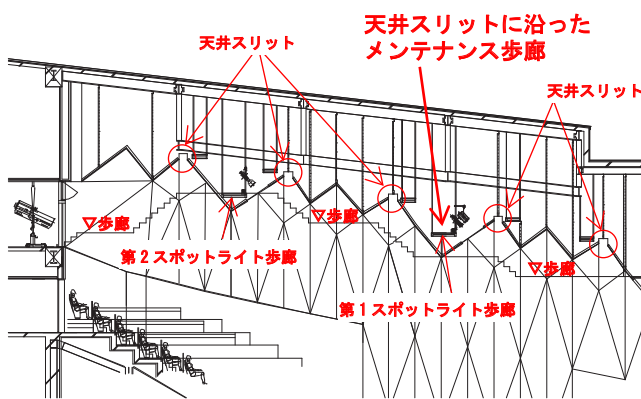 天井スリット
天井スリットに沿った
メンテナンス歩廊
天井スリット
▽歩廊
▽歩廊
▽歩廊
第２スポットライト歩廊
第１スポットライト歩廊